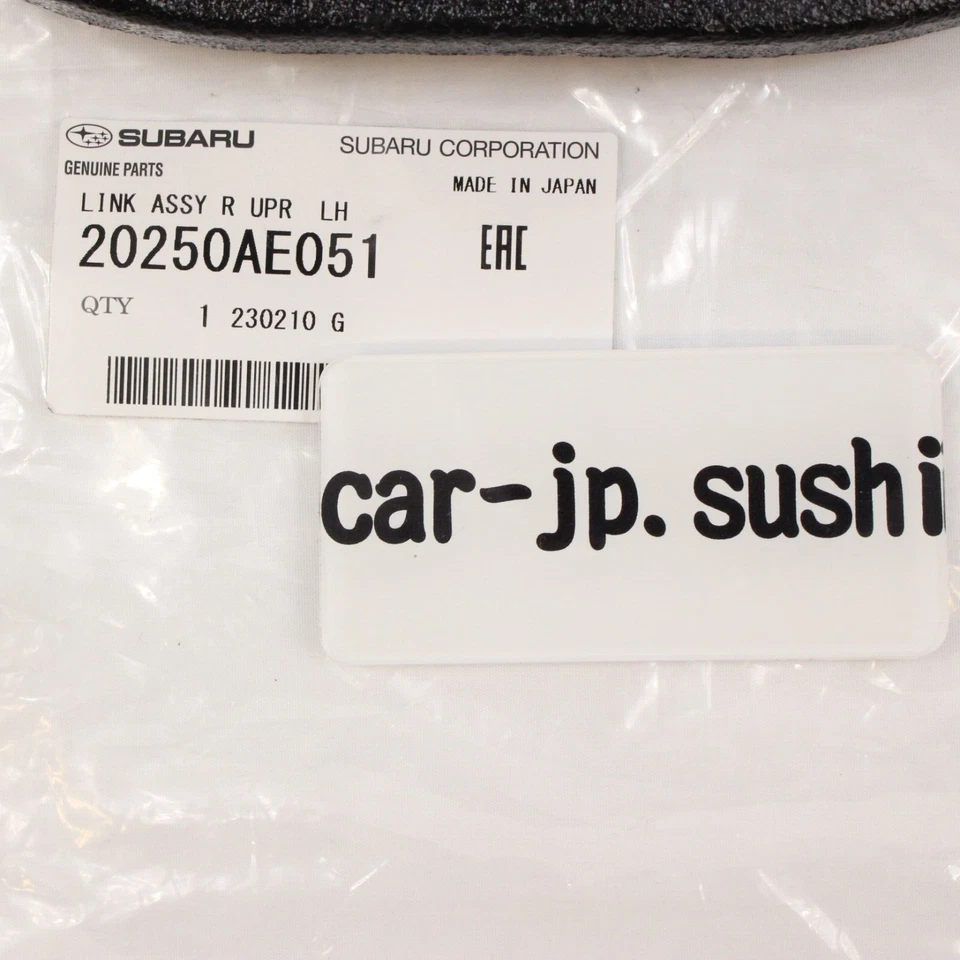 SUBARU
SUBARU CORPORATION
GENUINE PARTS
MADE IN JAPAN
LINK ASSY R UPR LH
20250AE051
EAC
QTY 1 230210 G
car-jp.sushi